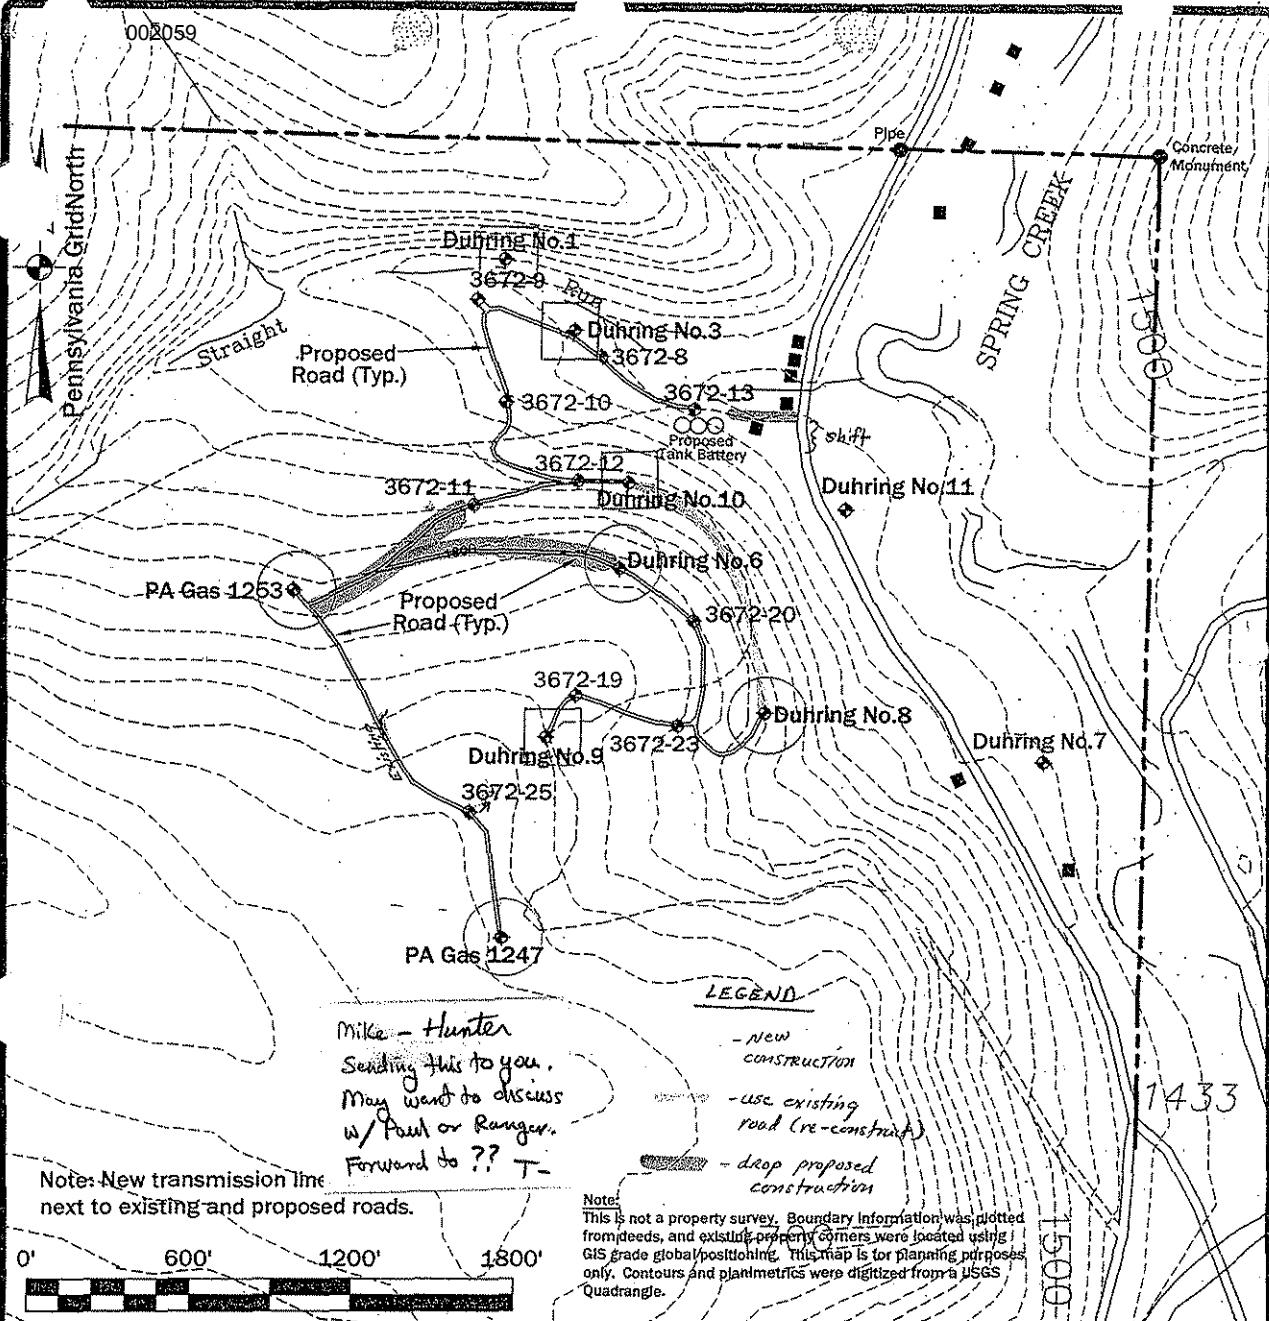 002059
Pipe
Concrete
Monument
Pennsylvania GridNorth
SPRING CREEK
1500
Duhring No.1
3672-9
Run
Duhring No.3
3672-8
Straight
Proposed
Road (Typ.)
3672-10
3672-13
Proposed
Tank Battery
shift
3672-12
3672-11
Duhring No.10
Duhring No.11
1800
Duhring No.6
PA Gas 1253
Proposed
Road (Typ.)
3672-20
3672-19
Duhring No.8
3672-23
Duhring No.9
Duhring No.7
Existing
3672-25
PA Gas 1247
LEGEND
- NEW
CONSTRUCTION
- use existing
road (re-construct)
- drop proposed
construction
Mike - Hunter
Sending this to you.
May want to discuss
w/ Paul or Ranger.
Forward to ?? T-
1433
Note: New transmission line
next to existing and proposed roads.
Note:
This is not a property survey. Boundary information was plotted
from deeds, and existing property corners were located using
GIS grade global positioning. This map is for planning purposes
only. Contours and planimetrics were digitized from a USGS
Quadrangle.
1500
0' 600' 1200' 1800'